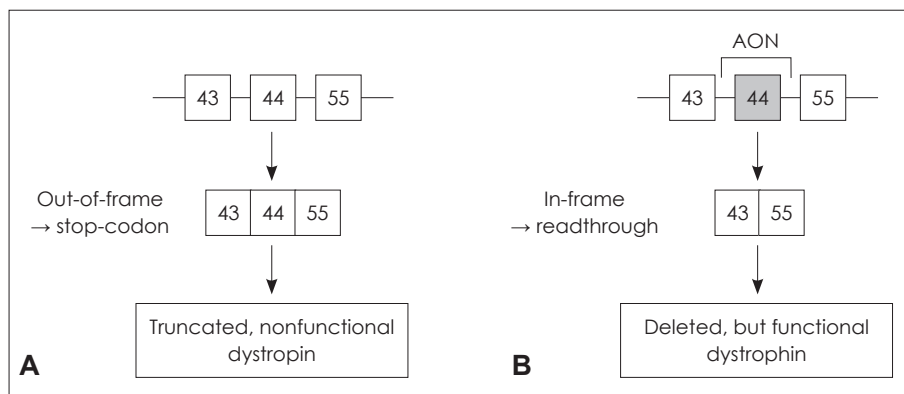 43 44 55
Out-of-frame
→ stop-codon
43 44 55
Truncated, nonfunctional
dystropin
A
AON
43 44 55
In-frame
→ readthrough
43 55
Deleted, but functional
dystrophin
B